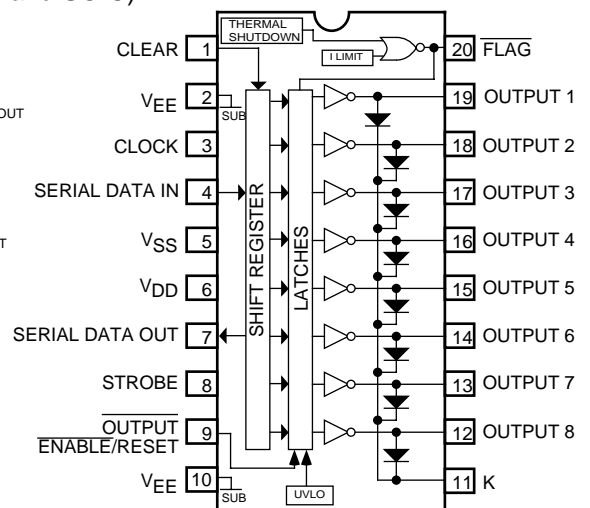 THERMAL
SHUTDOWN
I LIMIT
CLEAR 1
20 FLAG
VEE 2
SUB
19 OUTPUT 1
OUT
CLOCK 3
18 OUTPUT 2
SERIAL DATA IN 4
17 OUTPUT 3
VSS 5
16 OUTPUT 4
VDD 6
15 OUTPUT 5
SERIAL DATA OUT 7
14 OUTPUT 6
STROBE 8
13 OUTPUT 7
OUTPUT
ENABLE/RESET 9
12 OUTPUT 8
VEE 10
SUB
11 K
SHIFT REGISTER
LATCHES
UVLO